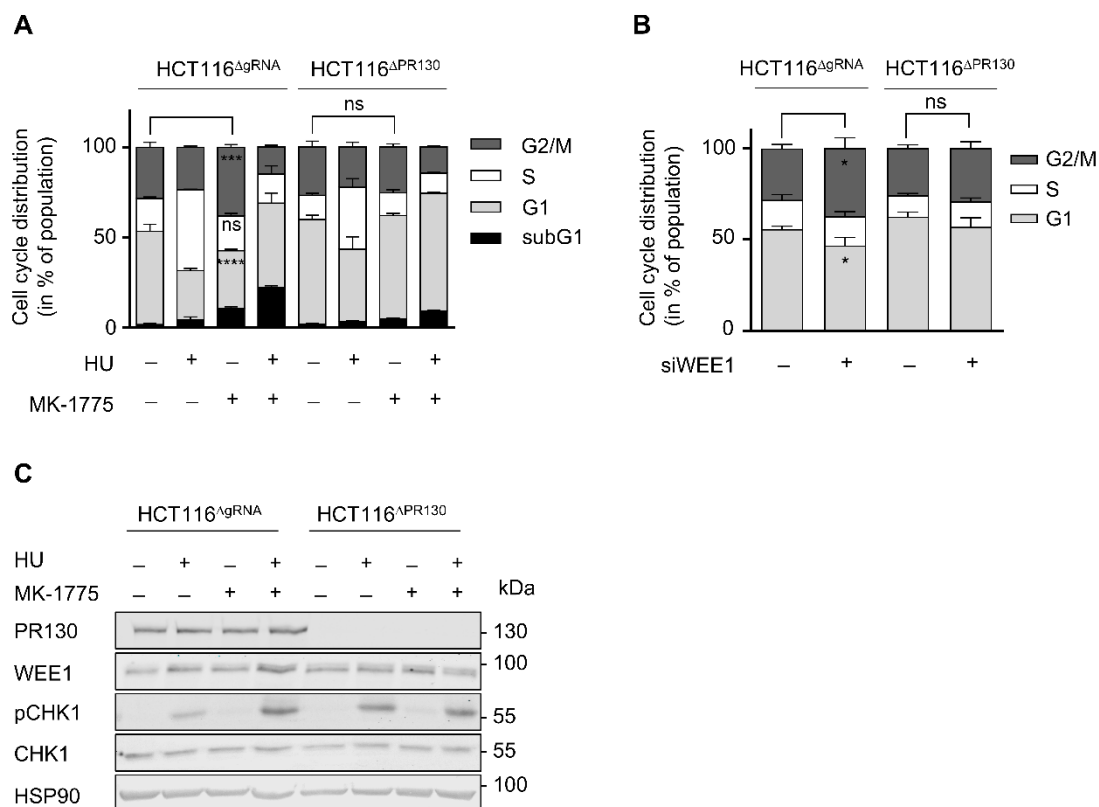 A
HCT116ΔgRNA HCT116ΔPR130
ns
Cell cycle distribution
(in % of population)
100
50
0
***
ns
****
G2/M
S
G1
subG1
HU – + – + – + – +
MK-1775 – – + + – – + +
B
HCT116ΔgRNA HCT116ΔPR130
ns
Cell cycle distribution
(in % of population)
100
50
0
*
*
G2/M
S
G1
siWEE1 – + – +
C
HCT116ΔgRNA HCT116ΔPR130
HU – + – + – + – +
MK-1775 – – + + – – + + kDa
PR130 - 130
WEE1 - 100
pCHK1 - 55
CHK1 - 55
HSP90 - 100